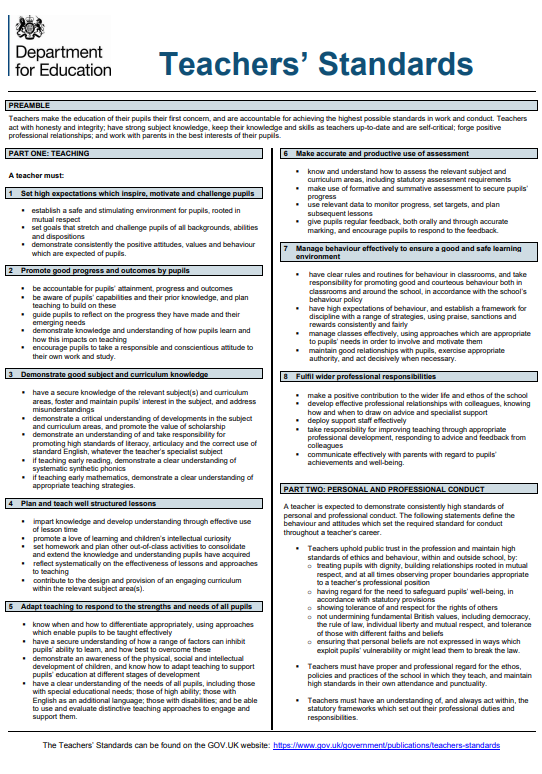 Department
for Education
Teachers' Standards
PREAMBLE
Teachers make the education of their pupils their first concern, and are accountable for achieving the highest possible standards in work and conduct. Teachers
act with honesty and integrity; have strong subject knowledge, keep their knowledge and skills as teachers up-to-date and are self-critical; forge positive
professional relationships; and work with parents in the best interests of their pupils.
PART ONE: TEACHING
A teacher must:
1 Set high expectations which inspire, motivate and challenge pupils
• establish a safe and stimulating environment for pupils, rooted in
mutual respect
• set goals that stretch and challenge pupils of all backgrounds, abilities
and dispositions
• demonstrate consistently the positive attitudes, values and behaviour
which are expected of pupils.
2 Promote good progress and outcomes by pupils
• be accountable for pupils' attainment, progress and outcomes
• be aware of pupils' capabilities and their prior knowledge, and plan
teaching to build on these
• guide pupils to reflect on the progress they have made and their
emerging needs
• demonstrate knowledge and understanding of how pupils learn and
how this impacts on teaching
• encourage pupils to take a responsible and conscientious attitude to
their own work and study.
3 Demonstrate good subject and curriculum knowledge
• have a secure knowledge of the relevant subject(s) and curriculum
areas, foster and maintain pupils' interest in the subject, and address
misunderstandings
• demonstrate a critical understanding of developments in the subject
and curriculum areas, and promote the value of scholarship
• demonstrate an understanding of and take responsibility for
promoting high standards of literacy, articulacy and the correct use of
standard English, whatever the teacher's specialist subject
• if teaching early reading, demonstrate a clear understanding of
systematic synthetic phonics
• if teaching early mathematics, demonstrate a clear understanding of
appropriate teaching strategies.
4 Plan and teach well structured lessons
• impart knowledge and develop understanding through effective use
of lesson time
• promote a love of learning and children's intellectual curiosity
• set homework and plan other out-of-class activities to consolidate
and extend the knowledge and understanding pupils have acquired
• reflect systematically on the effectiveness of lessons and approaches
to teaching
• contribute to the design and provision of an engaging curriculum
within the relevant subject area(s).
5 Adapt teaching to respond to the strengths and needs of all pupils
• know when and how to differentiate appropriately, using approaches
which enable pupils to be taught effectively
• have a secure understanding of how a range of factors can inhibit
pupils' ability to learn, and how best to overcome these
• demonstrate an awareness of the physical, social and intellectual
development of children, and know how to adapt teaching to support
pupils' education at different stages of development
• have a clear understanding of the needs of all pupils, including those
with special educational needs; those of high ability; those with
English as an additional language; those with disabilities; and be able
to use and evaluate distinctive teaching approaches to engage and
support them.
6 Make accurate and productive use of assessment
• know and understand how to assess the relevant subject and
curriculum areas, including statutory assessment requirements
• make use of formative and summative assessment to secure pupils'
progress
• use relevant data to monitor progress, set targets, and plan
subsequent lessons
• give pupils regular feedback, both orally and through accurate
marking, and encourage pupils to respond to the feedback.
7 Manage behaviour effectively to ensure a good and safe learning
environment
• have clear rules and routines for behaviour in classrooms, and take
responsibility for promoting good and courteous behaviour both in
classrooms and around the school, in accordance with the school's
behaviour policy
• have high expectations of behaviour, and establish a framework for
discipline with a range of strategies, using praise, sanctions and
rewards consistently and fairly
• manage classes effectively, using approaches which are appropriate
to pupils' needs in order to involve and motivate them
• maintain good relationships with pupils, exercise appropriate
authority, and act decisively when necessary.
8 Fulfil wider professional responsibilities
• make a positive contribution to the wider life and ethos of the school
• develop effective professional relationships with colleagues, knowing
how and when to draw on advice and specialist support
• deploy support staff effectively
• take responsibility for improving teaching through appropriate
professional development, responding to advice and feedback from
colleagues
• communicate effectively with parents with regard to pupils'
achievements and well-being.
PART TWO: PERSONAL AND PROFESSIONAL CONDUCT
A teacher is expected to demonstrate consistently high standards of
personal and professional conduct. The following statements define the
behaviour and attitudes which set the required standard for conduct
throughout a teacher's career.
• Teachers uphold public trust in the profession and maintain high
standards of ethics and behaviour, within and outside school, by:
o treating pupils with dignity, building relationships rooted in mutual
respect, and at all times observing proper boundaries appropriate
to a teacher's professional position
o having regard for the need to safeguard pupils' well-being, in
accordance with statutory provisions
o showing tolerance of and respect for the rights of others
o not undermining fundamental British values, including democracy,
the rule of law, individual liberty and mutual respect, and tolerance
of those with different faiths and beliefs
o ensuring that personal beliefs are not expressed in ways which
exploit pupils' vulnerability or might lead them to break the law.
• Teachers must have proper and professional regard for the ethos,
policies and practices of the school in which they teach, and maintain
high standards in their own attendance and punctuality.
• Teachers must have an understanding of, and always act within, the
statutory frameworks which set out their professional duties and
responsibilities.
The Teachers' Standards can be found on the GOV.UK website: https://www.gov.uk/government/publications/teachers-standards